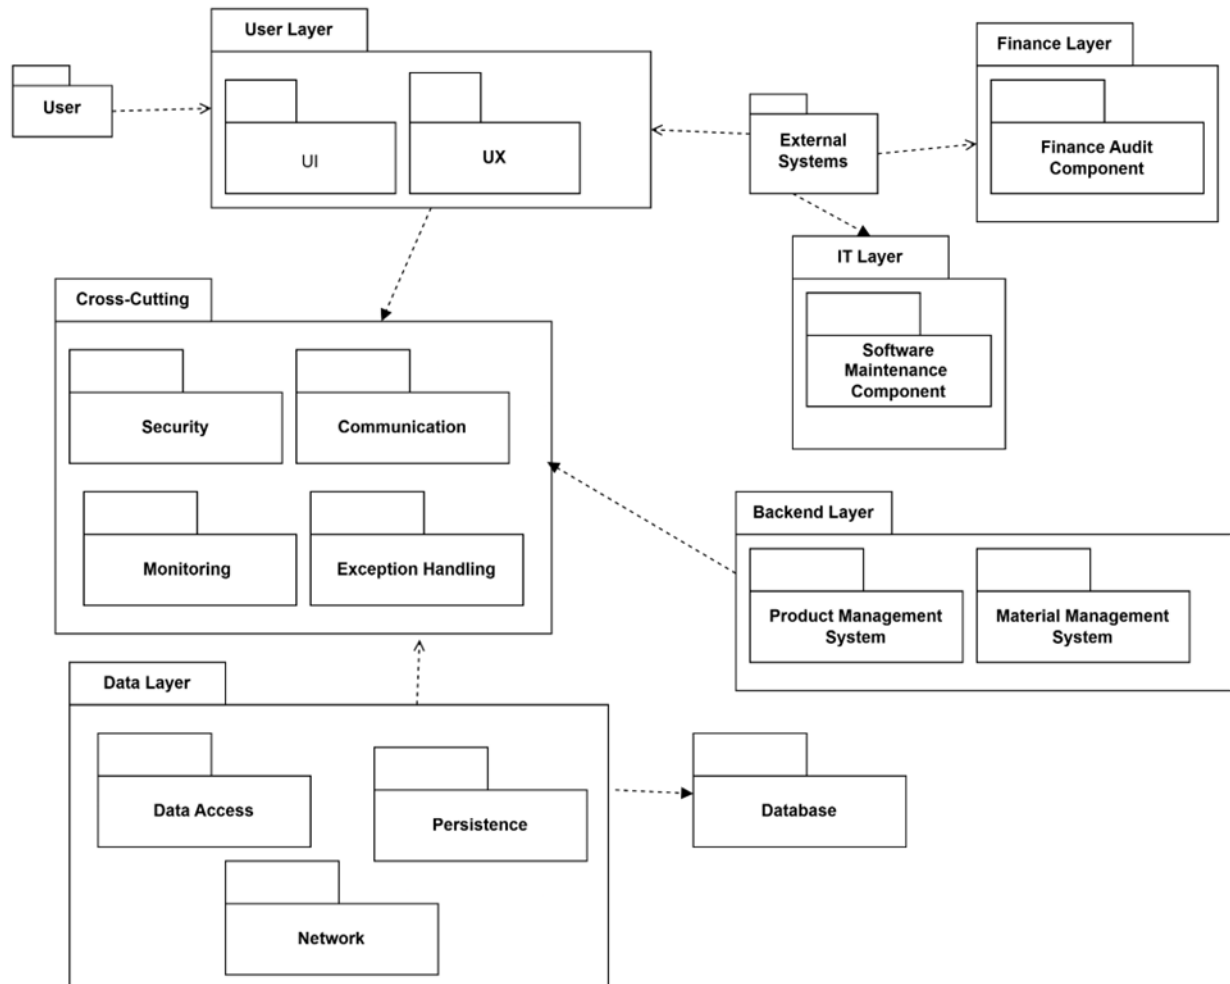 User Layer
Finance Layer
User
UI
UX
External
Systems
Finance Audit
Component
IT Layer
Cross-Cutting
Software
Maintenance
Component
Security
Communication
Backend Layer
Monitoring
Exception Handling
Product Management
System
Material Management
System
Data Layer
Data Access
Persistence
Database
Network